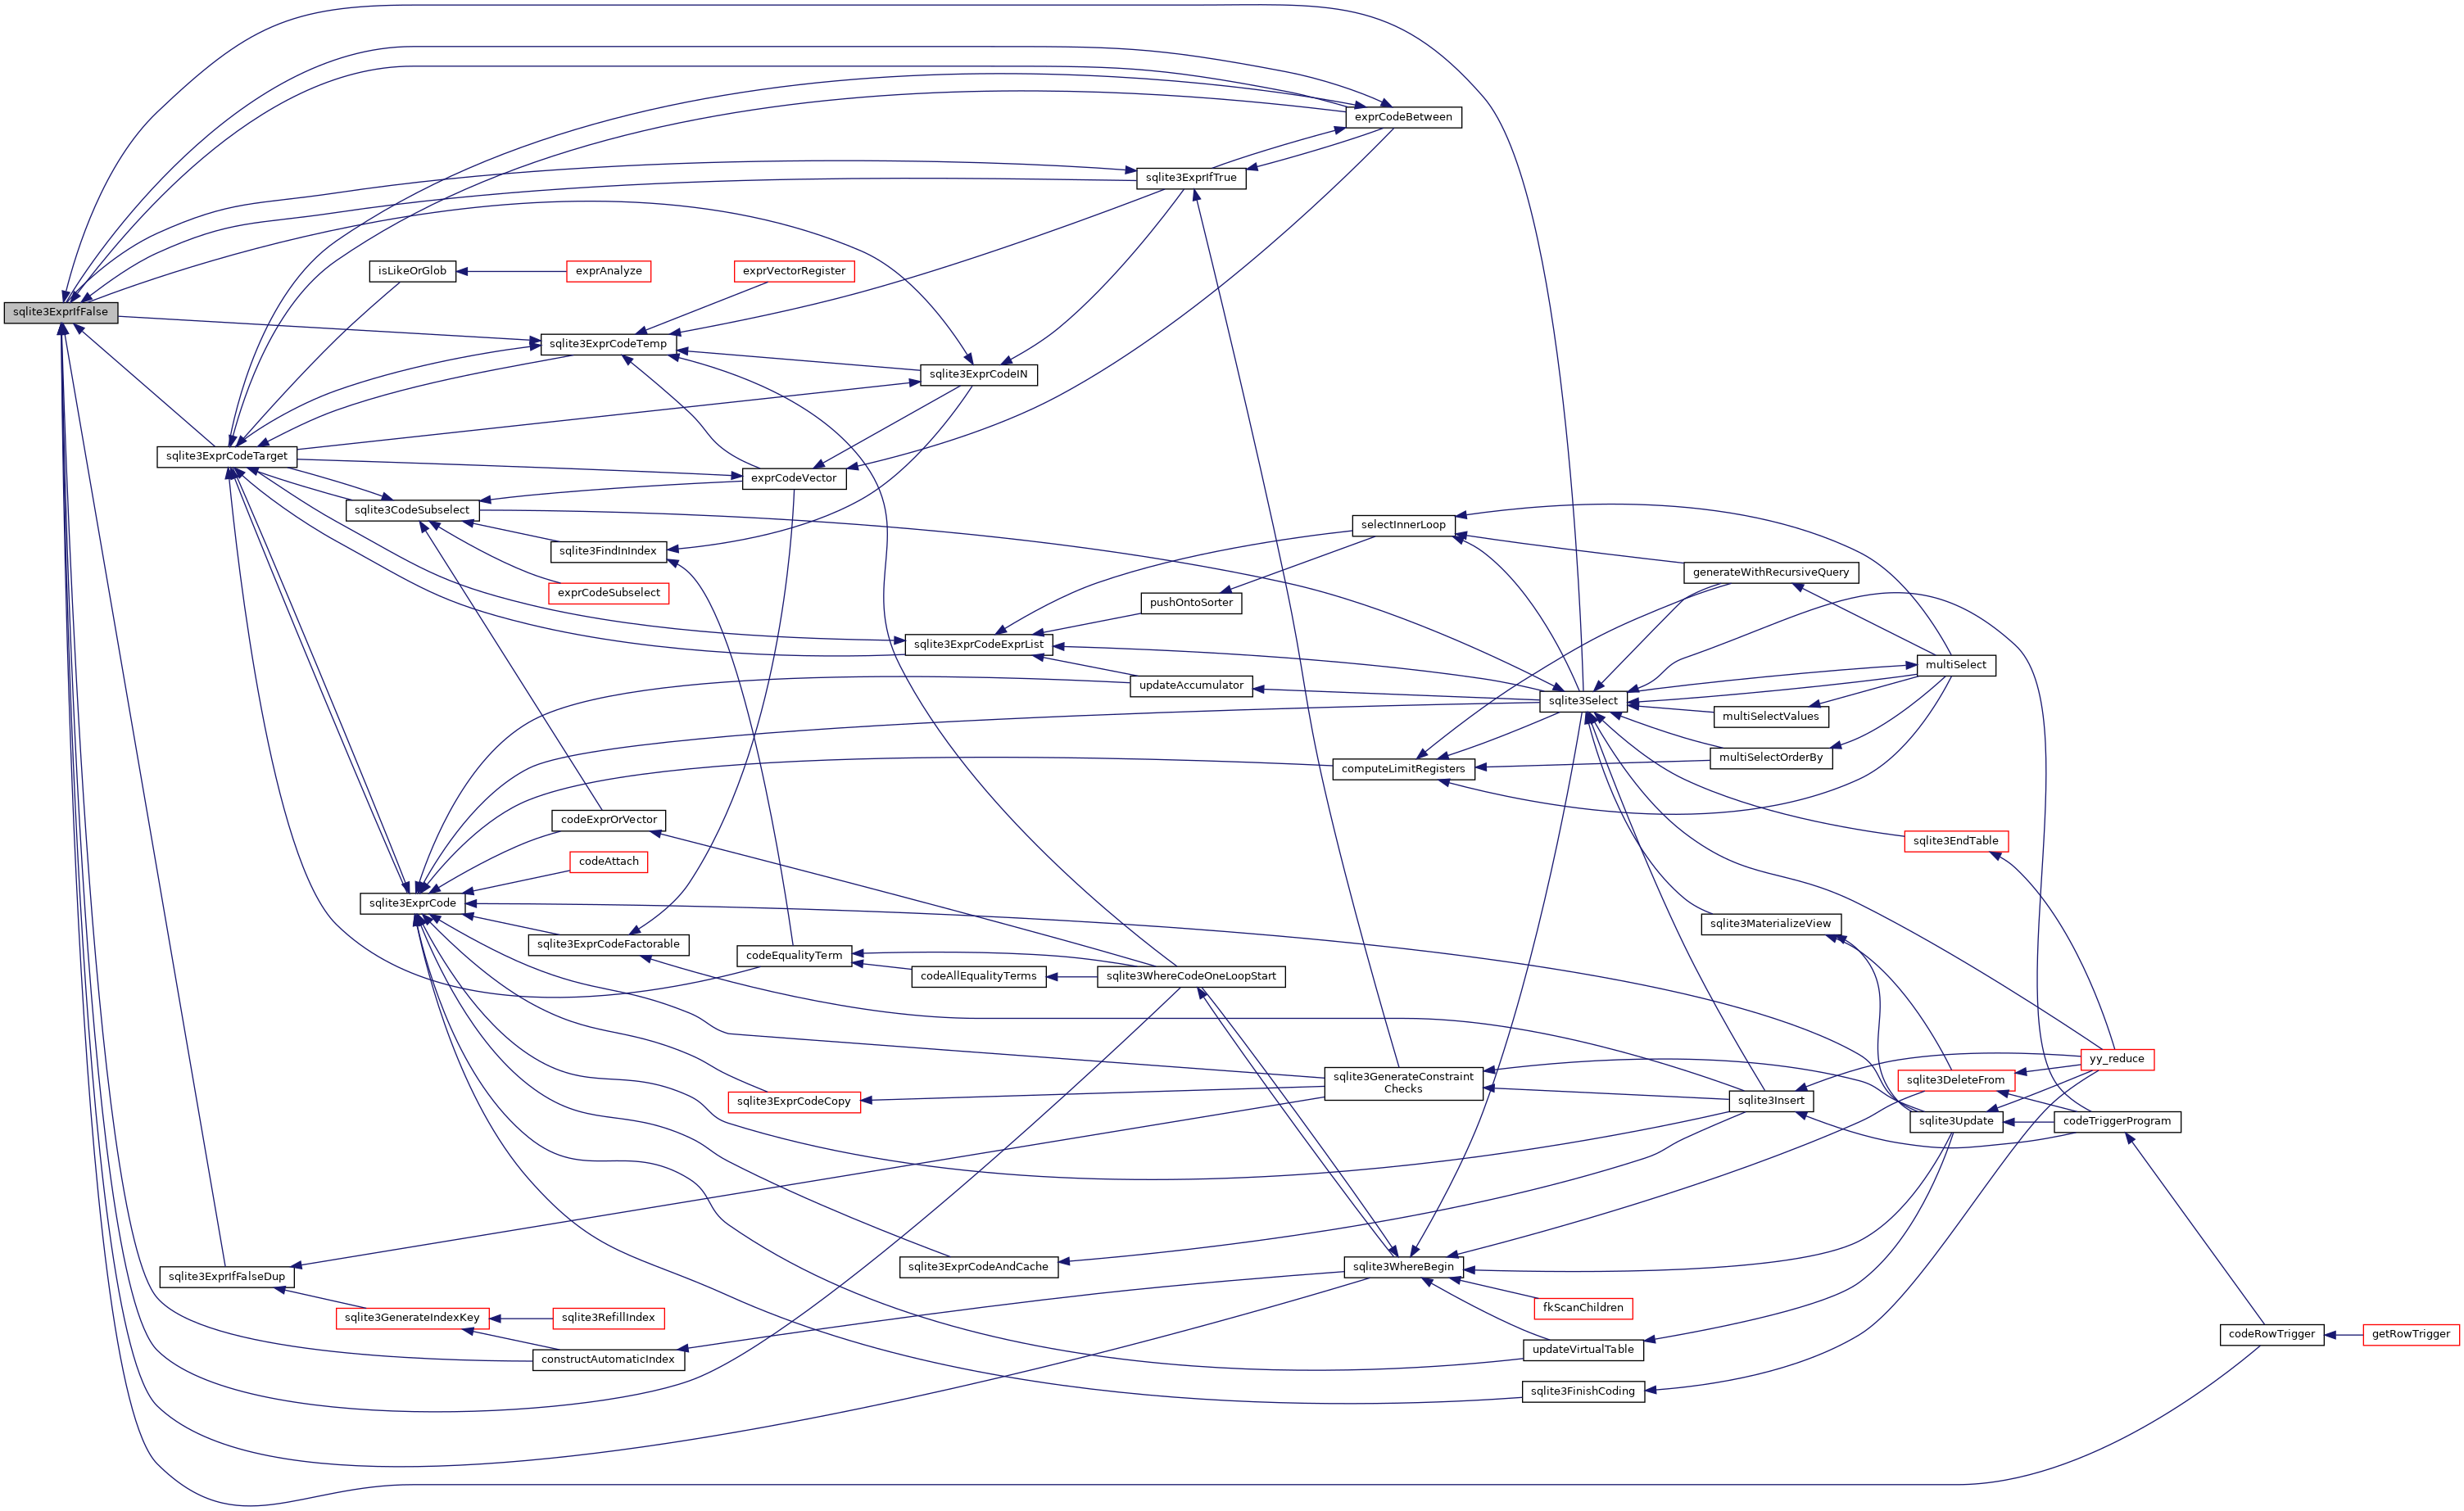 exprCodeBetween
sqlite3ExprIfTrue
isLikeOrGlob
exprAnalyze
exprVectorRegister
sqlite3ExprIfFalse
sqlite3ExprCodeTemp
sqlite3ExprCodeIN
sqlite3ExprCodeTarget
exprCodeVector
sqlite3CodeSubselect
selectInnerLoop
sqlite3FindInIndex
generateWithRecursiveQuery
exprCodeSubselect
pushOntoSorter
sqlite3ExprCodeExprList
multiSelect
updateAccumulator
sqlite3Select
multiSelectValues
multiSelectOrderBy
computeLimitRegisters
codeExprOrVector
sqlite3EndTable
codeAttach
sqlite3ExprCode
sqlite3MaterializeView
sqlite3ExprCodeFactorable
codeEqualityTerm
codeAllEqualityTerms
sqlite3WhereCodeOneLoopStart
yy_reduce
sqlite3GenerateConstraint
Checks
sqlite3DeleteFrom
sqlite3ExprCodeCopy
sqlite3Insert
sqlite3Update
codeTriggerProgram
sqlite3ExprCodeAndCache
sqlite3WhereBegin
sqlite3ExprIfFalseDup
fkScanChildren
sqlite3GenerateIndexKey
sqlite3RefillIndex
codeRowTrigger
getRowTrigger
updateVirtualTable
constructAutomaticIndex
sqlite3FinishCoding